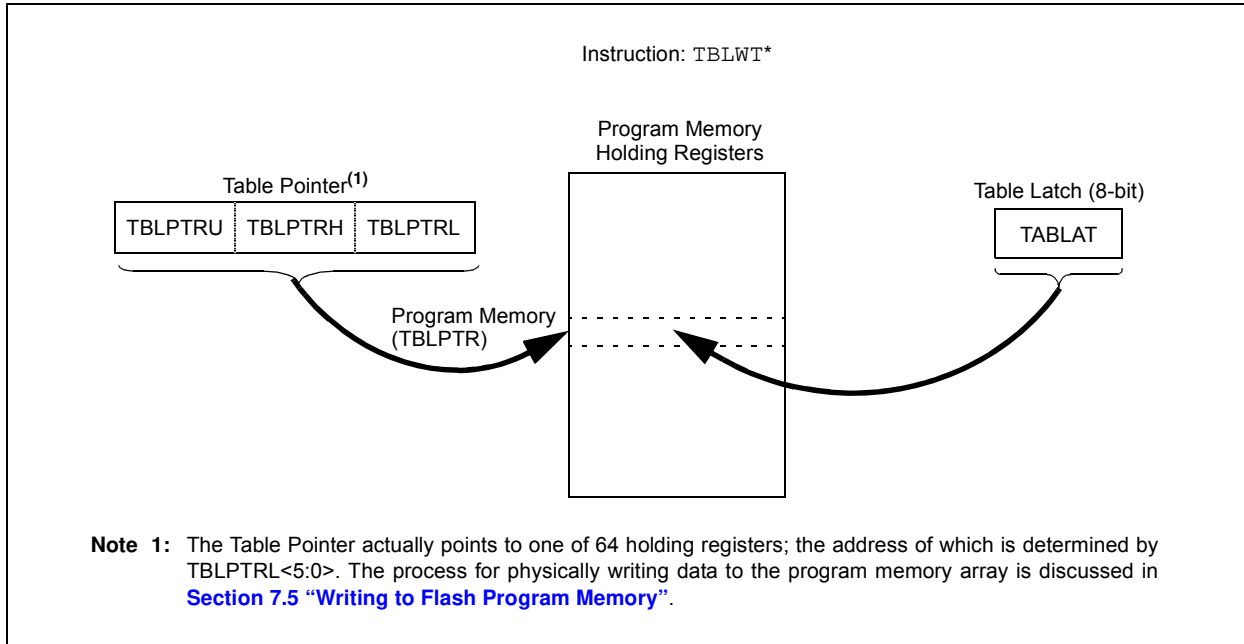 Instruction: TBLWT*
Program Memory
Holding Registers
Table Pointer(1)
TBLPTRU TBLPTRH TBLPTRL
Table Latch (8-bit)
TABLAT
Program Memory
(TBLPTR)
Note 1: The Table Pointer actually points to one of 64 holding registers; the address of which is determined by
TBLPTRL<5:0>. The process for physically writing data to the program memory array is discussed in
Section 7.5 “Writing to Flash Program Memory”.